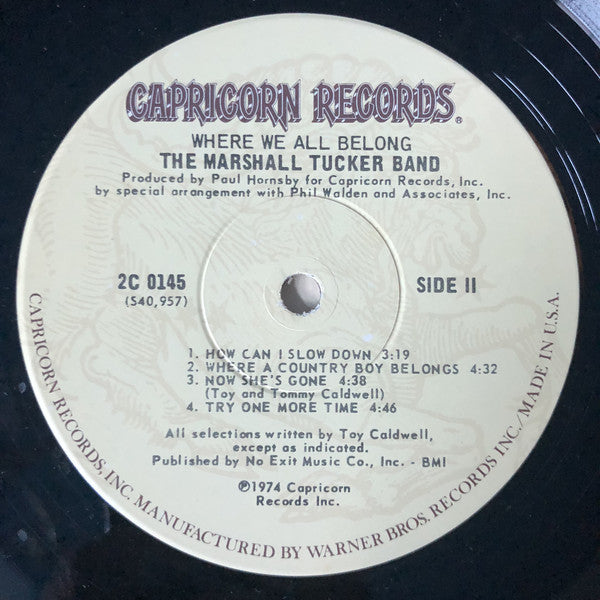 CAPRICORN RECORDS®
WHERE WE ALL BELONG
THE MARSHALL TUCKER BAND
Produced by Paul Hornsby for Capricorn Records, Inc.
by special arrangement with Phil Walden and Associates, Inc.
2C 0145
(S40,957)
SIDE II
1. HOW CAN I SLOW DOWN 3:19
2. WHERE A COUNTRY BOY BELONGS 4:32
3. NOW SHE'S GONE 4:38
(Toy and Tommy Caldwell)
4. TRY ONE MORE TIME 4:46
All selections written by Toy Caldwell,
except as indicated.
Published by No Exit Music Co., Inc. - BMI
℗1974 Capricorn
Records Inc.
CAPRICORN RECORDS, INC. MANUFACTURED BY WARNER BROS. RECORDS INC./MADE IN U.S.A.